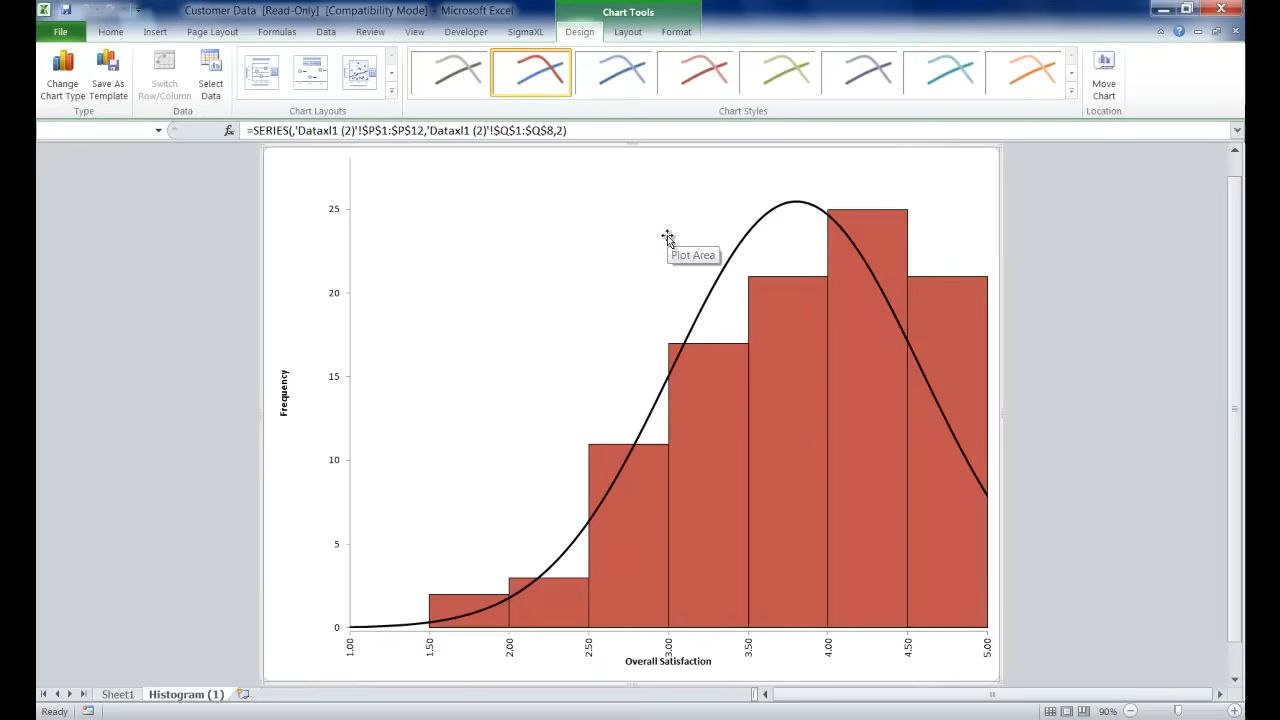 Customer Data [Read-Only] [Compatibility Mode] - Microsoft Excel
Chart Tools
File Home Insert Page Layout Formulas Data Review View Developer SigmaXL Design Layout Format
Change Chart Type
Save As Template
Switch Row/Column
Select Data
Move Chart
Type Data Chart Layouts Chart Styles Location
fx =SERIES(,'Dataxl1 (2)'!$P$1:$P$12,'Dataxl1 (2)'!$Q$1:$Q$8,2)
25
20
15
10
5
0
Frequency
Plot Area
1.00 1.50 2.00 2.50 3.00 3.50 4.00 4.50 5.00
Overall Satisfaction
Sheet1 Histogram (1)
Ready 90%